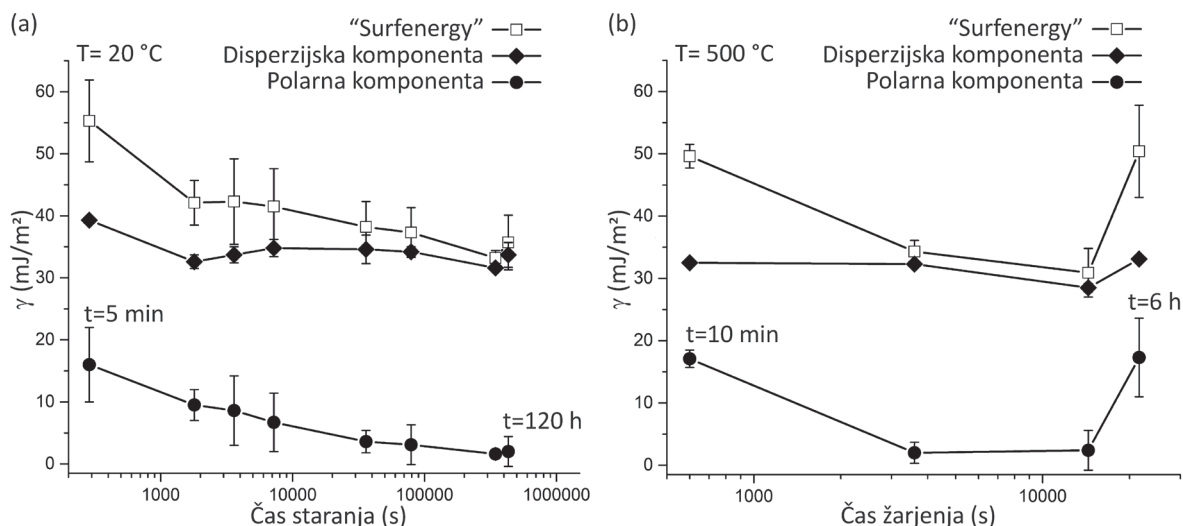 (a)
"Surfenergy"
T= 20 °C
Disperzijska komponenta
Polarna komponenta
60
50
40
30
20
10
0
γ (mJ/m²)
t=5 min
t=120 h
1000
10000
100000
1000000
Čas staranja (s)
(b)
"Surfenergy"
T= 500 °C
Disperzijska komponenta
Polarna komponenta
60
50
40
30
20
10
0
γ (mJ/m²)
t=10 min
t=6 h
1000
10000
Čas žarjenja (s)